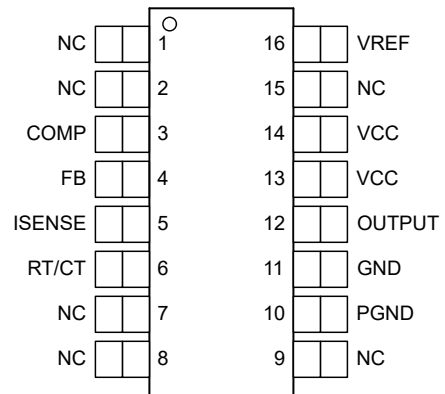 NC 1 16 VREF
NC 2 15 NC
COMP 3 14 VCC
FB 4 13 VCC
ISENSE 5 12 OUTPUT
RT/CT 6 11 GND
NC 7 10 PGND
NC 8 9 NC